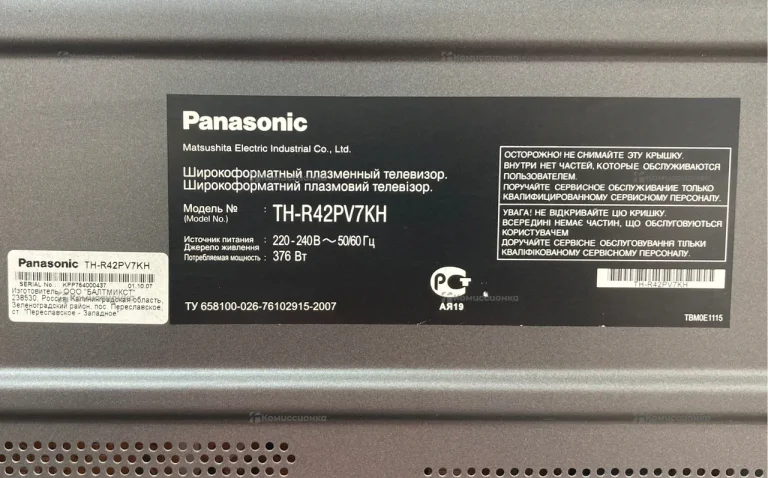 Panasonic
Matsushita Electric Industrial Co., Ltd.
Широкоформатный плазменный телевизор.
Широкоформатний плазмовий телевізор.
Модель № : TH-R42PV7KH
(Model No.)
Источник питания : 220 - 240 В ~ 50/60 Гц
Джерело живлення
Потребляемая мощность : 376 Вт
ТУ 658100-026-76102915-2007
РСТ
АЯ19
ОСТОРОЖНО! НЕ СНИМАЙТЕ ЭТУ КРЫШКУ.
ВНУТРИ НЕТ ЧАСТЕЙ, КОТОРЫЕ ОБСЛУЖИВАЮТСЯ
ПОЛЬЗОВАТЕЛЕМ.
ПОРУЧАЙТЕ СЕРВИСНОЕ ОБСЛУЖИВАНИЕ ТОЛЬКО
КВАЛИФИЦИРОВАННОМУ СЕРВИСНОМУ ПЕРСОНАЛУ.
УВАГА! НЕ ВІДКРИВАЙТЕ ЦЮ КРИШКУ.
ВСЕРЕДИНІ НЕМАЄ ЧАСТИН, ЩО ОБСЛУГОВУЮТЬСЯ
КОРИСТУВАЧЕМ
ДОРУЧАЙТЕ СЕРВІСНЕ ОБСЛУГОВУВАННЯ ТІЛЬКИ
КВАЛІФІКОВАНОМУ СЕРВІСНОМУ ПЕРСОНАЛУ.
TH-R42PV7KH
TBM0E1115
Panasonic TH-R42PV7KH
SERIAL No.: KPP764000437 01.10.07
Изготовитель: ООО "БАЛТМИКСТ"
238530, Россия, Калининградская область,
Зеленоградский район, пос. Переславское,
ст. "Переславское - Западное"
Комиссионка
Комиссионка
Комиссионка
Комиссионка